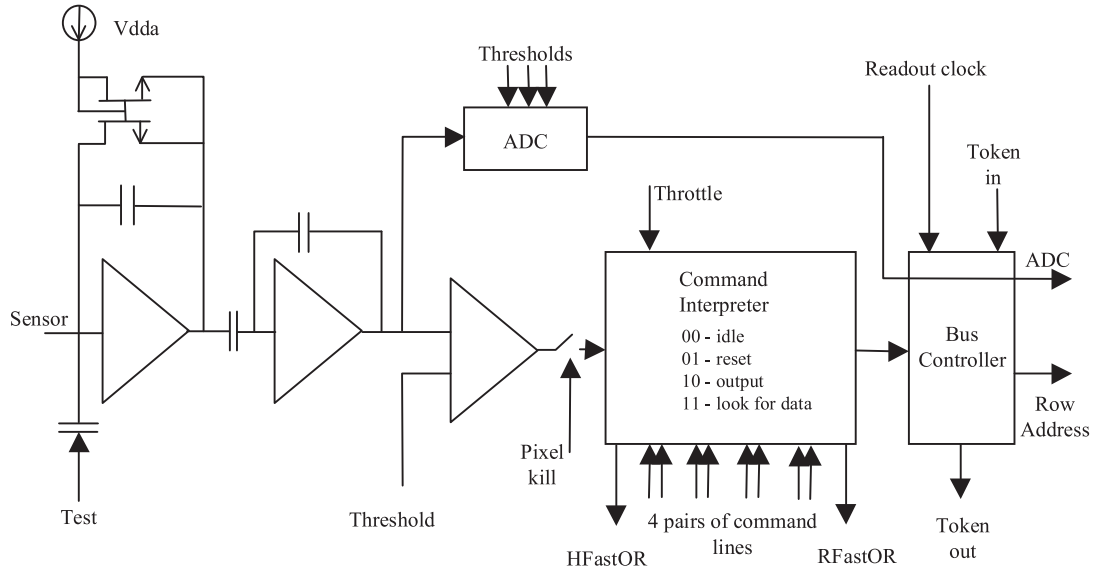 Vdda
Thresholds
Readout clock
ADC
Token
in
Throttle
ADC
Command
Interpreter
00 - idle
01 - reset
10 - output
11 - look for data
Sensor
Bus
Controller
Row
Address
Pixel
kill
Test
Threshold
4 pairs of command
lines
HFastOR
RFastOR
Token
out